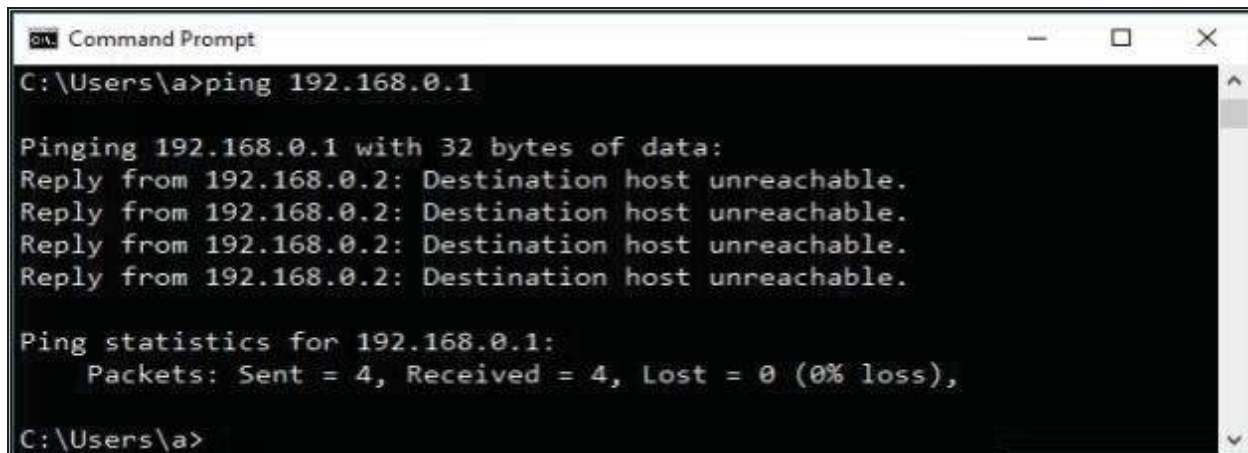 Command Prompt
C:\Users\a>ping 192.168.0.1
Pinging 192.168.0.1 with 32 bytes of data:
Reply from 192.168.0.2: Destination host unreachable.
Reply from 192.168.0.2: Destination host unreachable.
Reply from 192.168.0.2: Destination host unreachable.
Reply from 192.168.0.2: Destination host unreachable.
Ping statistics for 192.168.0.1:
    Packets: Sent = 4, Received = 4, Lost = 0 (0% loss),
C:\Users\a>